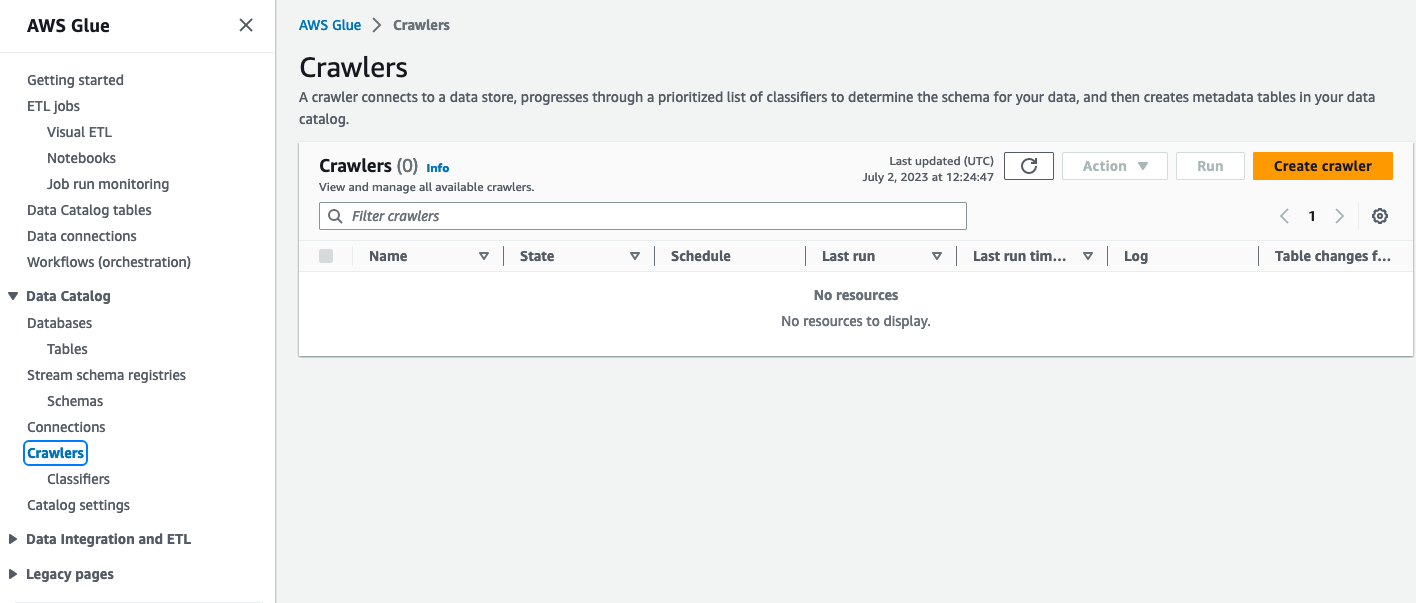 AWS Glue
Getting started
ETL jobs
Visual ETL
Notebooks
Job run monitoring
Data Catalog tables
Data connections
Workflows (orchestration)
Data Catalog
Databases
Tables
Stream schema registries
Schemas
Connections
Crawlers
Classifiers
Catalog settings
Data Integration and ETL
Legacy pages
AWS Glue > Crawlers
Crawlers
A crawler connects to a data store, progresses through a prioritized list of classifiers to determine the schema for your data, and then creates metadata tables in your data
catalog.
Crawlers (0) Info
View and manage all available crawlers.
Last updated (UTC)
July 2, 2023 at 12:24:47
Action
Run
Create crawler
Filter crawlers
1
Name State Schedule Last run Last run tim... Log Table changes f...
No resources
No resources to display.